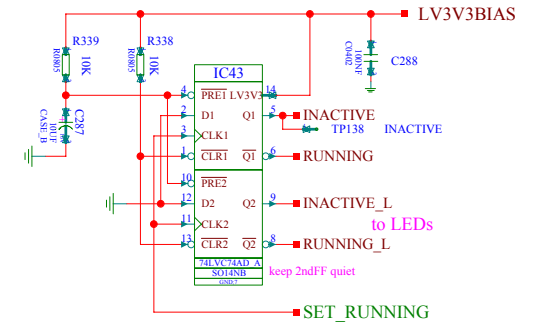 LV3V3BIAS
R339
R0805
10K
R338
R0805
10K
C0402
100NF
C288
IC43
4
PRE1
LV3V3
14
2
D1
Q1
5
INACTIVE
3
CLK1
TP138
INACTIVE
1
CLR1
Q1
6
RUNNING
C287
10UF
CASE_B
10
PRE2
12
D2
Q2
9
INACTIVE_L
11
CLK2
to LEDs
13
CLR2
Q2
8
RUNNING_L
74LVC74AD_A
SO14NB
GND;7
keep 2ndFF quiet
SET_RUNNING